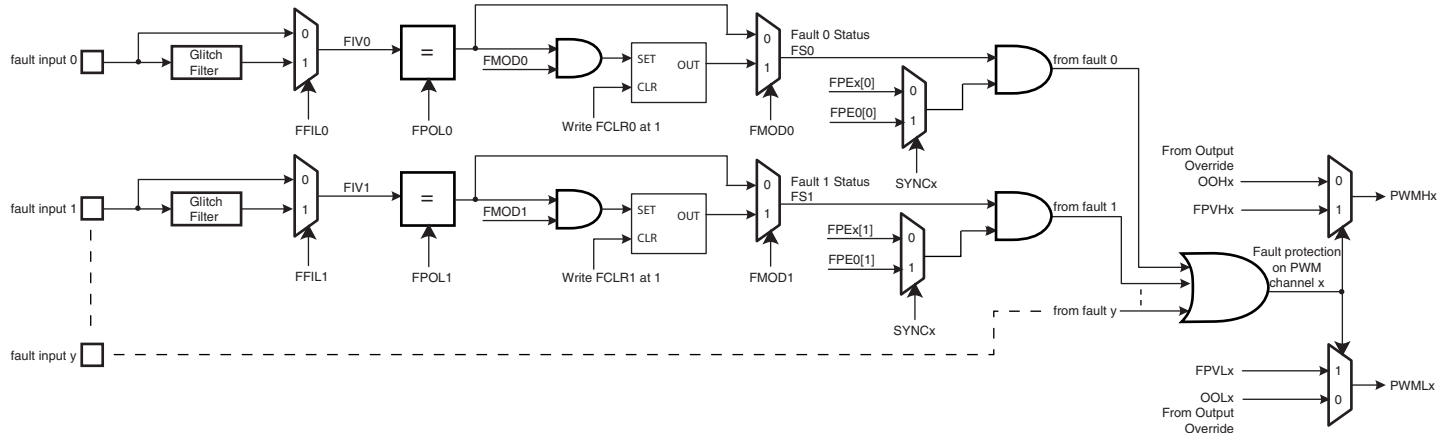 fault input 0
Glitch
Filter
0
1
FFIL0
FIV0
=
FPOL0
FMOD0
SET
OUT
CLR
Write FCLR0 at 1
0
1
FMOD0
Fault 0 Status
FS0
FPEx[0]
FPE0[0]
0
1
SYNCx
from fault 0
fault input 1
Glitch
Filter
0
1
FFIL1
FIV1
=
FPOL1
FMOD1
SET
OUT
CLR
Write FCLR1 at 1
0
1
FMOD1
Fault 1 Status
FS1
FPEx[1]
FPE0[1]
0
1
SYNCx
from fault 1
fault input y
from fault y
Fault protection
on PWM
channel x
From Output
Override
OOHx
FPVHx
0
1
PWMHx
FPVLx
OOLx
From Output
Override
1
0
PWMLx